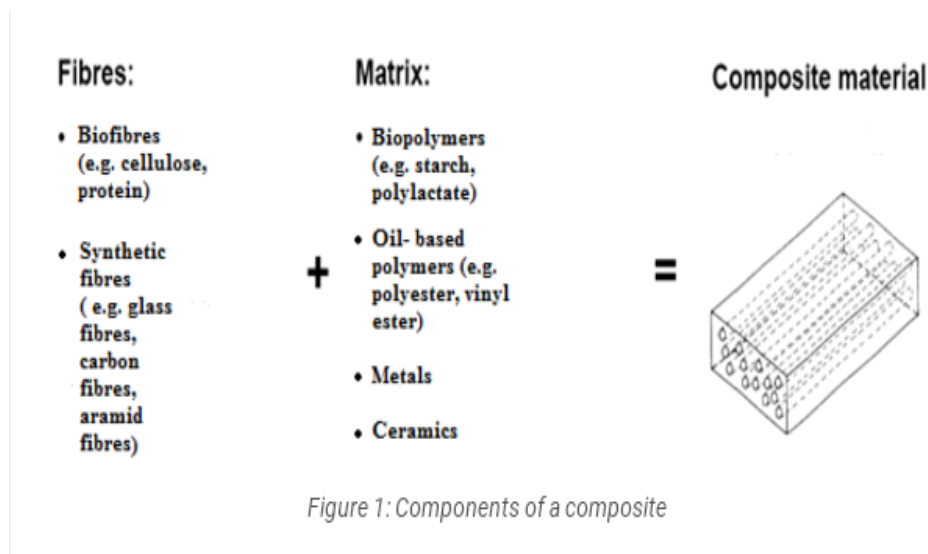 Fibres:
• Biofibres
(e.g. cellulose,
protein)
• Synthetic
fibres
( e.g. glass
fibres,
carbon
fibres,
aramid
fibres)
+
Matrix:
• Biopolymers
(e.g. starch,
polylactate)
• Oil- based
polymers (e.g.
polyester, vinyl
ester)
• Metals
• Ceramics
=
Composite material
Figure 1: Components of a composite